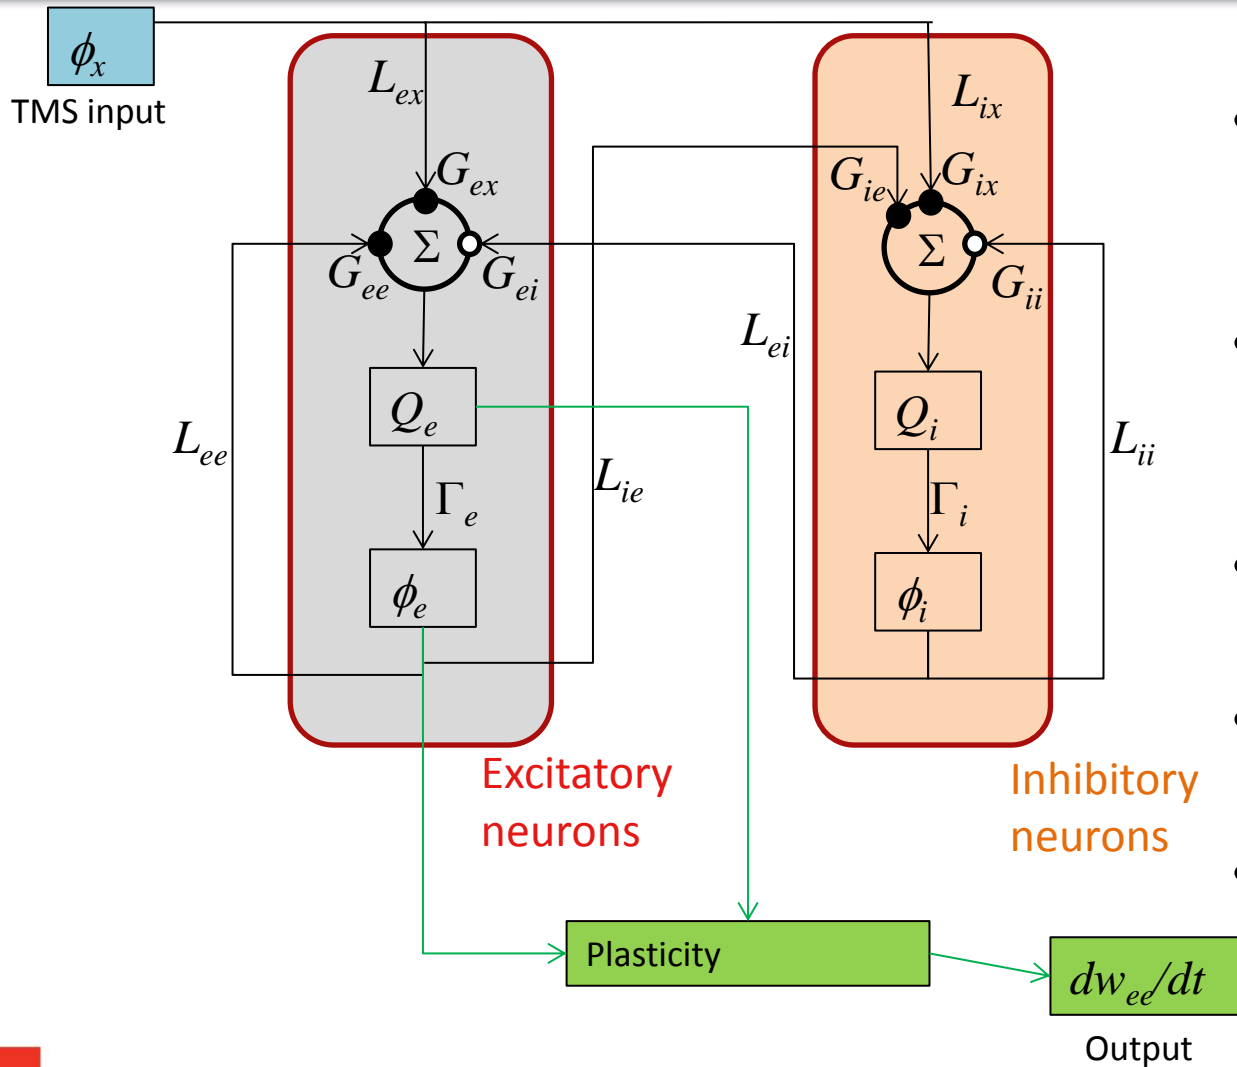 ϕx
TMS input
Lex
Lix
Gex
Gie
Gix
Σ
Σ
Gee
Gei
Gii
Lei
Qe
Qi
Lee
Lii
Lie
Γe
Γi
ϕe
ϕi
Excitatory
neurons
Inhibitory
neurons
Plasticity
dwee/dt
Output